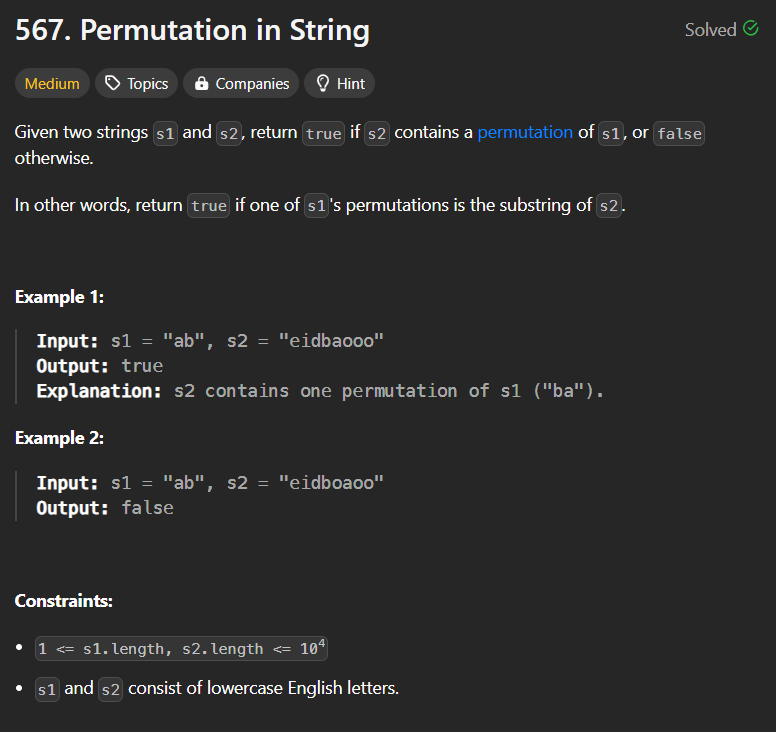 567. Permutation in String
Solved
Medium
Topics
Companies
Hint
Given two strings s1 and s2, return true if s2 contains a permutation of s1, or false
otherwise.
In other words, return true if one of s1's permutations is the substring of s2.
Example 1:
Input: s1 = "ab", s2 = "eidbaooo"
Output: true
Explanation: s2 contains one permutation of s1 ("ba").
Example 2:
Input: s1 = "ab", s2 = "eidboaoo"
Output: false
Constraints:
• 1 <= s1.length, s2.length <= 10⁴
• s1 and s2 consist of lowercase English letters.